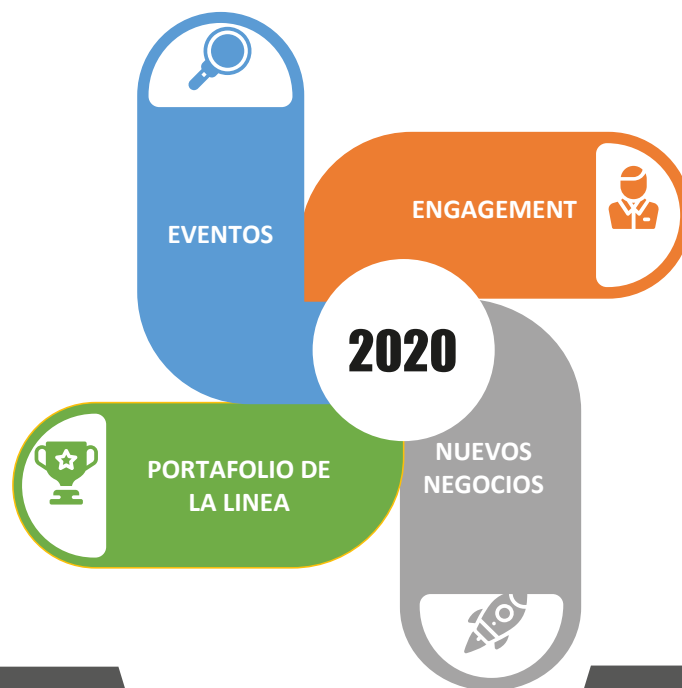 EVENTOS
ENGAGEMENT
2020
PORTAFOLIO DE
LA LINEA
NUEVOS
NEGOCIOS